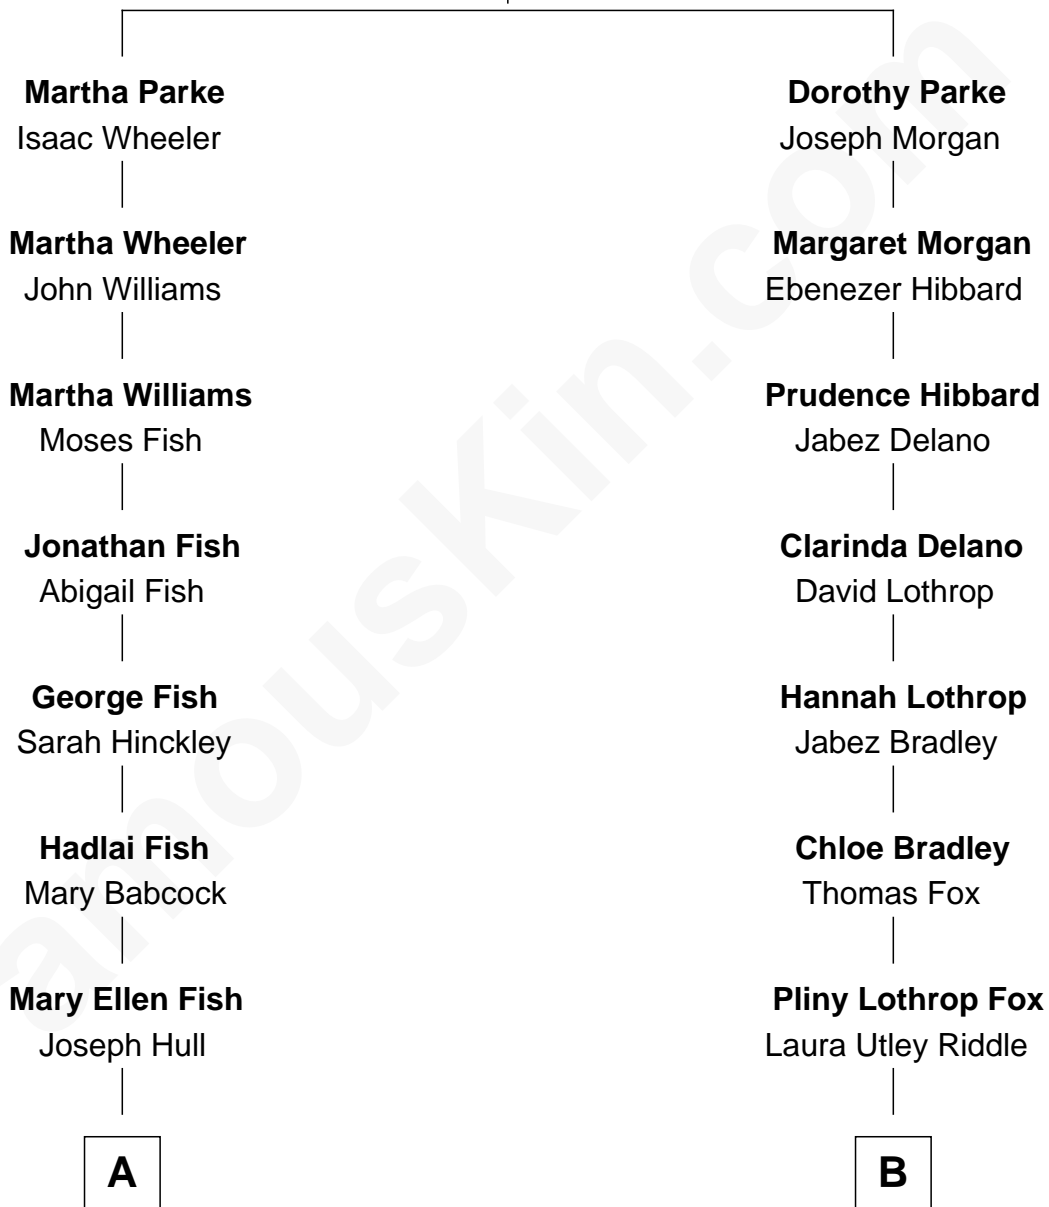 Martha Parke
Isaac Wheeler
Martha Wheeler
John Williams
Martha Williams
Moses Fish
Jonathan Fish
Abigail Fish
George Fish
Sarah Hinckley
Hadlai Fish
Mary Babcock
Mary Ellen Fish
Joseph Hull
A
Dorothy Parke
Joseph Morgan
Margaret Morgan
Ebenezer Hibbard
Prudence Hibbard
Jabez Delano
Clarinda Delano
David Lothrop
Hannah Lothrop
Jabez Bradley
Chloe Bradley
Thomas Fox
Pliny Lothrop Fox
Laura Utley Riddle
B
amousKin.com